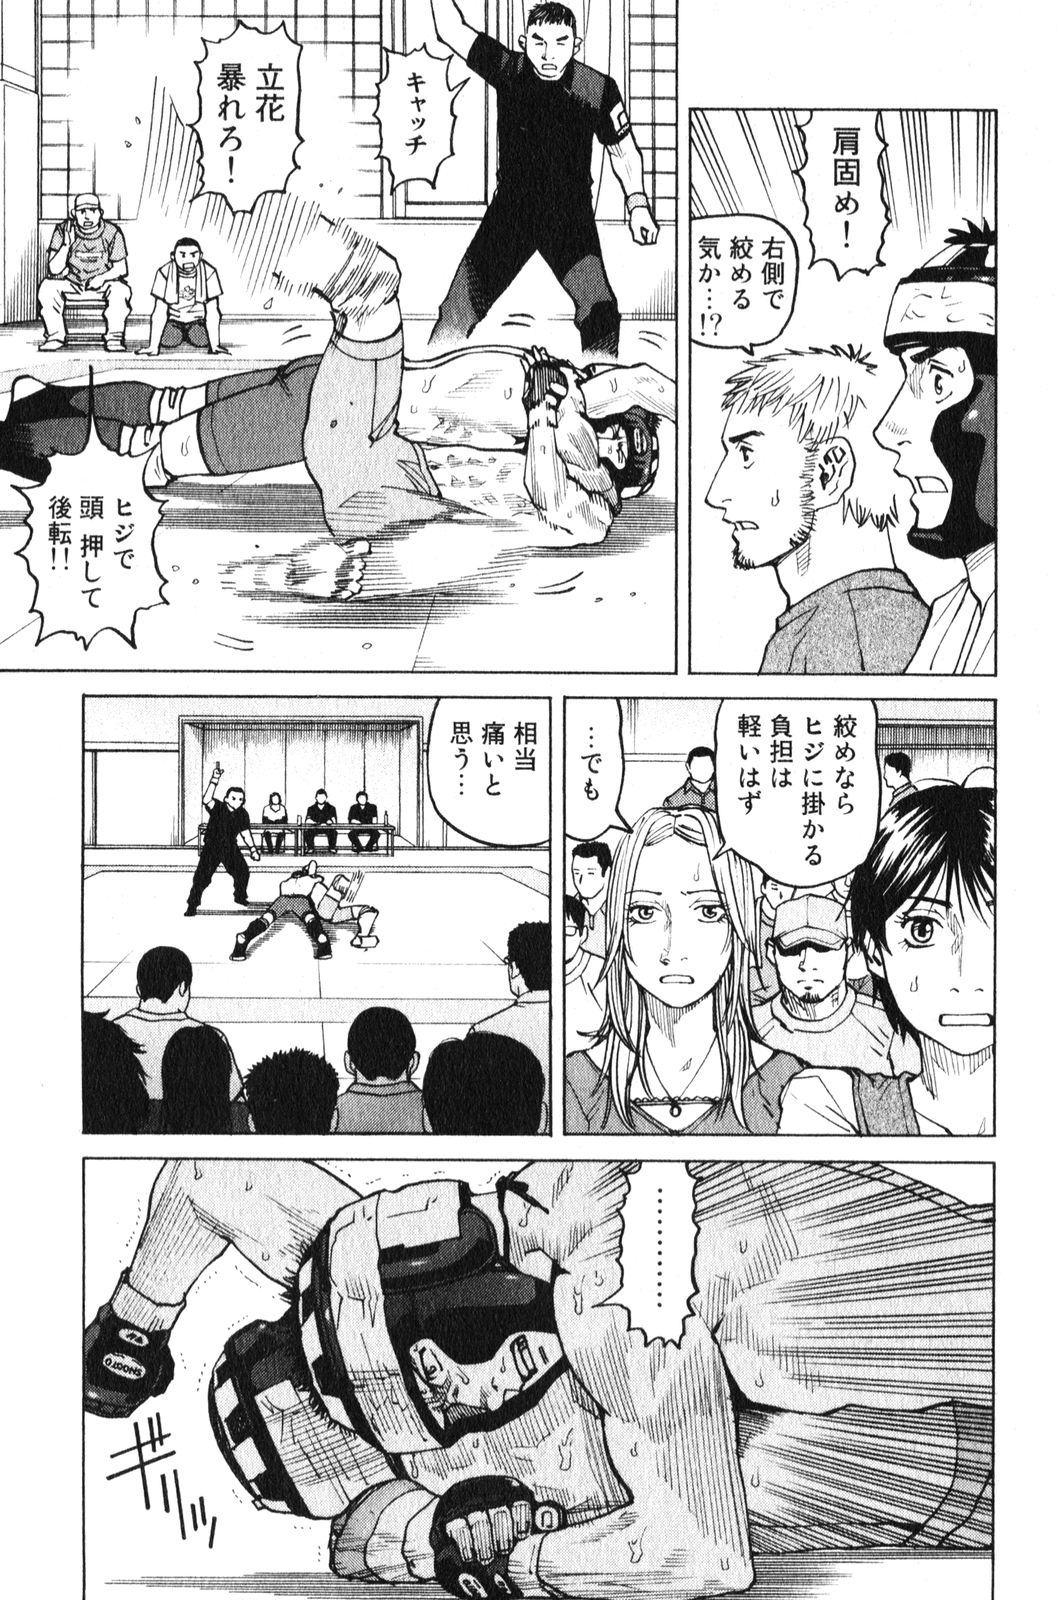 肩固め！
右側で
絞める
気か…!?
キャッチ
立花
暴れろ！
ヒジで
頭 押して
後転!!
絞めなら
ヒジに掛かる
負担は
軽いはず
…でも
相当
痛いと
思う…
…………
SHOOTO
ギギッ